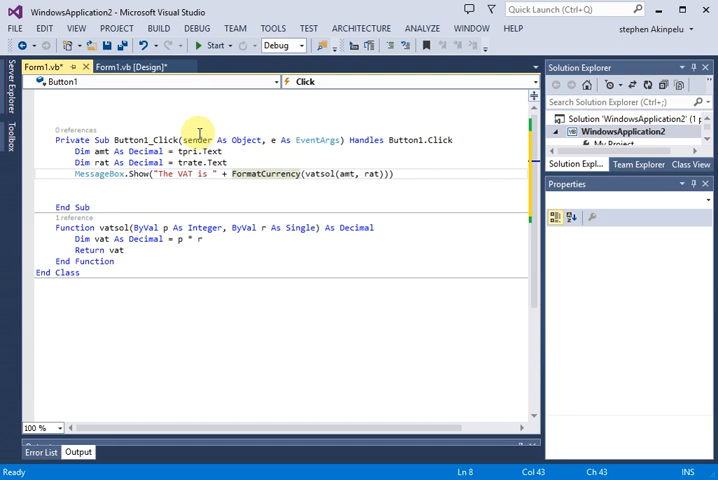 WindowsApplication2 - Microsoft Visual Studio
Quick Launch (Ctrl+Q)
FILE EDIT VIEW PROJECT BUILD DEBUG TEAM TOOLS TEST ARCHITECTURE ANALYZE WINDOW HELP stephen Akinpelu
Start Debug
Server Explorer
Toolbox
Form1.vb* Form1.vb [Design]*
Button1 Click
0 references
Private Sub Button1_Click(sender As Object, e As EventArgs) Handles Button1.Click
Dim amt As Decimal = tpri.Text
Dim rat As Decimal = trate.Text
MessageBox.Show("The VAT is " + FormatCurrency(vatsol(amt, rat)))
End Sub
1 reference
Function vatsol(ByVal p As Integer, ByVal r As Single) As Decimal
Dim vat As Decimal = p * r
Return vat
End Function
End Class
100 %
Solution Explorer
Search Solution Explorer (Ctrl+;)
Solution 'WindowsApplication2' (1 p
WindowsApplication2
My Project
Solution Expl... Team Explorer Class View
Properties
Error List Output
Ready Ln 8 Col 43 Ch 43 INS